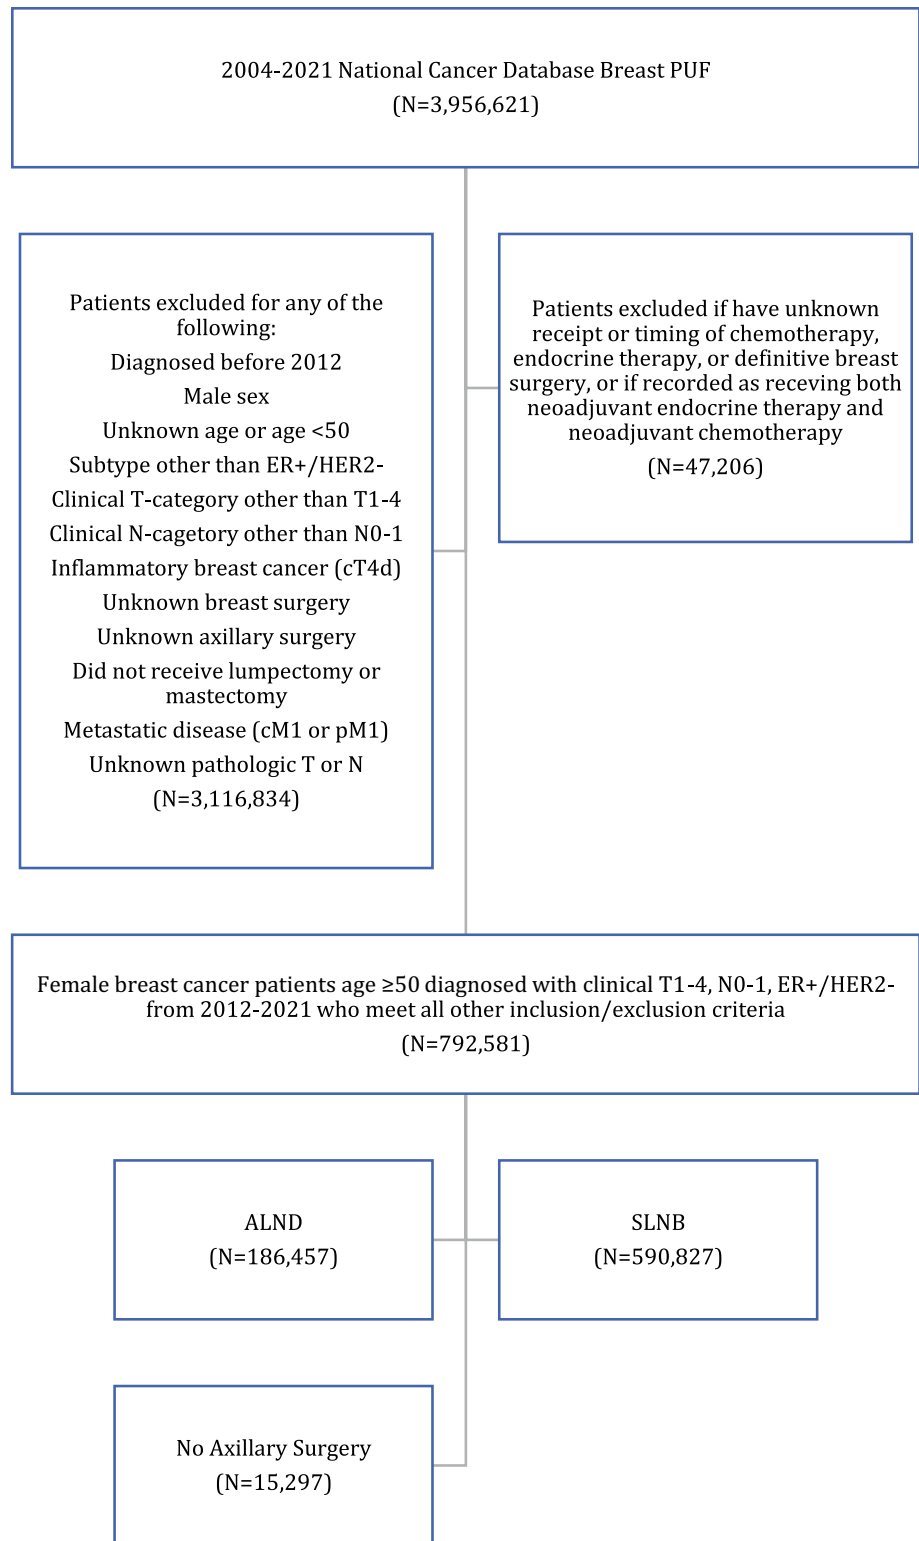 2004-2021 National Cancer Database Breast PUF
(N=3,956,621)
Patients excluded for any of the
following:
Diagnosed before 2012
Male sex
Unknown age or age <50
Subtype other than ER+/HER2-
Clinical T-category other than T1-4
Clinical N-cagetory other than N0-1
Inflammatory breast cancer (cT4d)
Unknown breast surgery
Unknown axillary surgery
Did not receive lumpectomy or
mastectomy
Metastatic disease (cM1 or pM1)
Unknown pathologic T or N
(N=3,116,834)
Patients excluded if have unknown
receipt or timing of chemotherapy,
endocrine therapy, or definitive breast
surgery, or if recorded as receving both
neoadjuvant endocrine therapy and
neoadjuvant chemotherapy
(N=47,206)
Female breast cancer patients age ≥50 diagnosed with clinical T1-4, N0-1, ER+/HER2-
from 2012-2021 who meet all other inclusion/exclusion criteria
(N=792,581)
ALND
(N=186,457)
SLNB
(N=590,827)
No Axillary Surgery
(N=15,297)